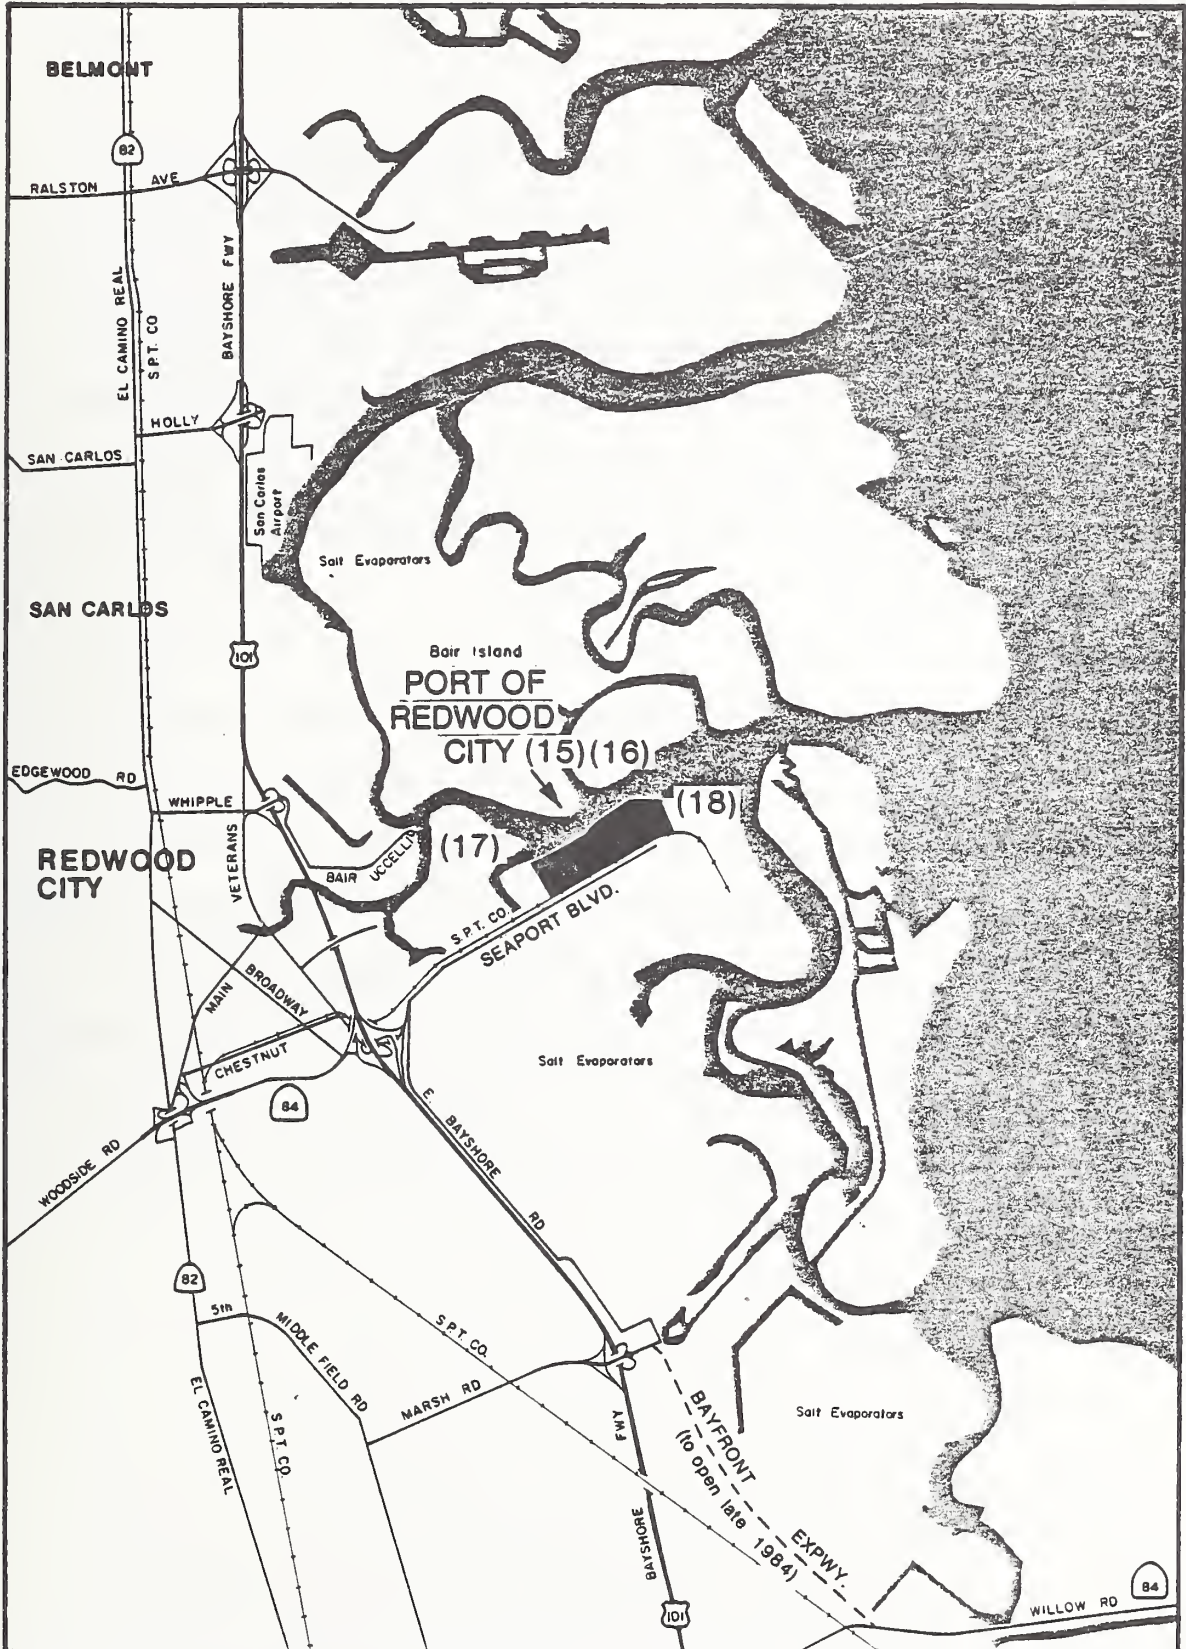 BELMONT
82
RALSTON AVE
BAYSHORE FWY
EL CAMINO REAL
S.P.T. CO
HOLLY
SAN CARLOS
San Carlos
Airport
Salt Evaporators
SAN CARLOS
101
Bair Island
PORT OF
REDWOOD
CITY (15)(16)
EDGEWOOD RD
WHIPPLE
(18)
VETERANS
(17)
REDWOOD
CITY
BAIR
UCCELLI
S.P.T. CO.
SEAPORT BLVD.
MAIN
BROADWAY
CHESTNUT
Salt Evaporators
84
E. BAYSHORE RD
WOODSIDE RD
82
5th
MIDDLE FIELD RD
S.P.T. CO.
MARSH RD
EL CAMINO REAL
S.P.T. CO.
BAYSHORE FWY
BAYFRONT EXPWY.
(to open late 1984)
Salt Evaporators
84
WILLOW RD
101